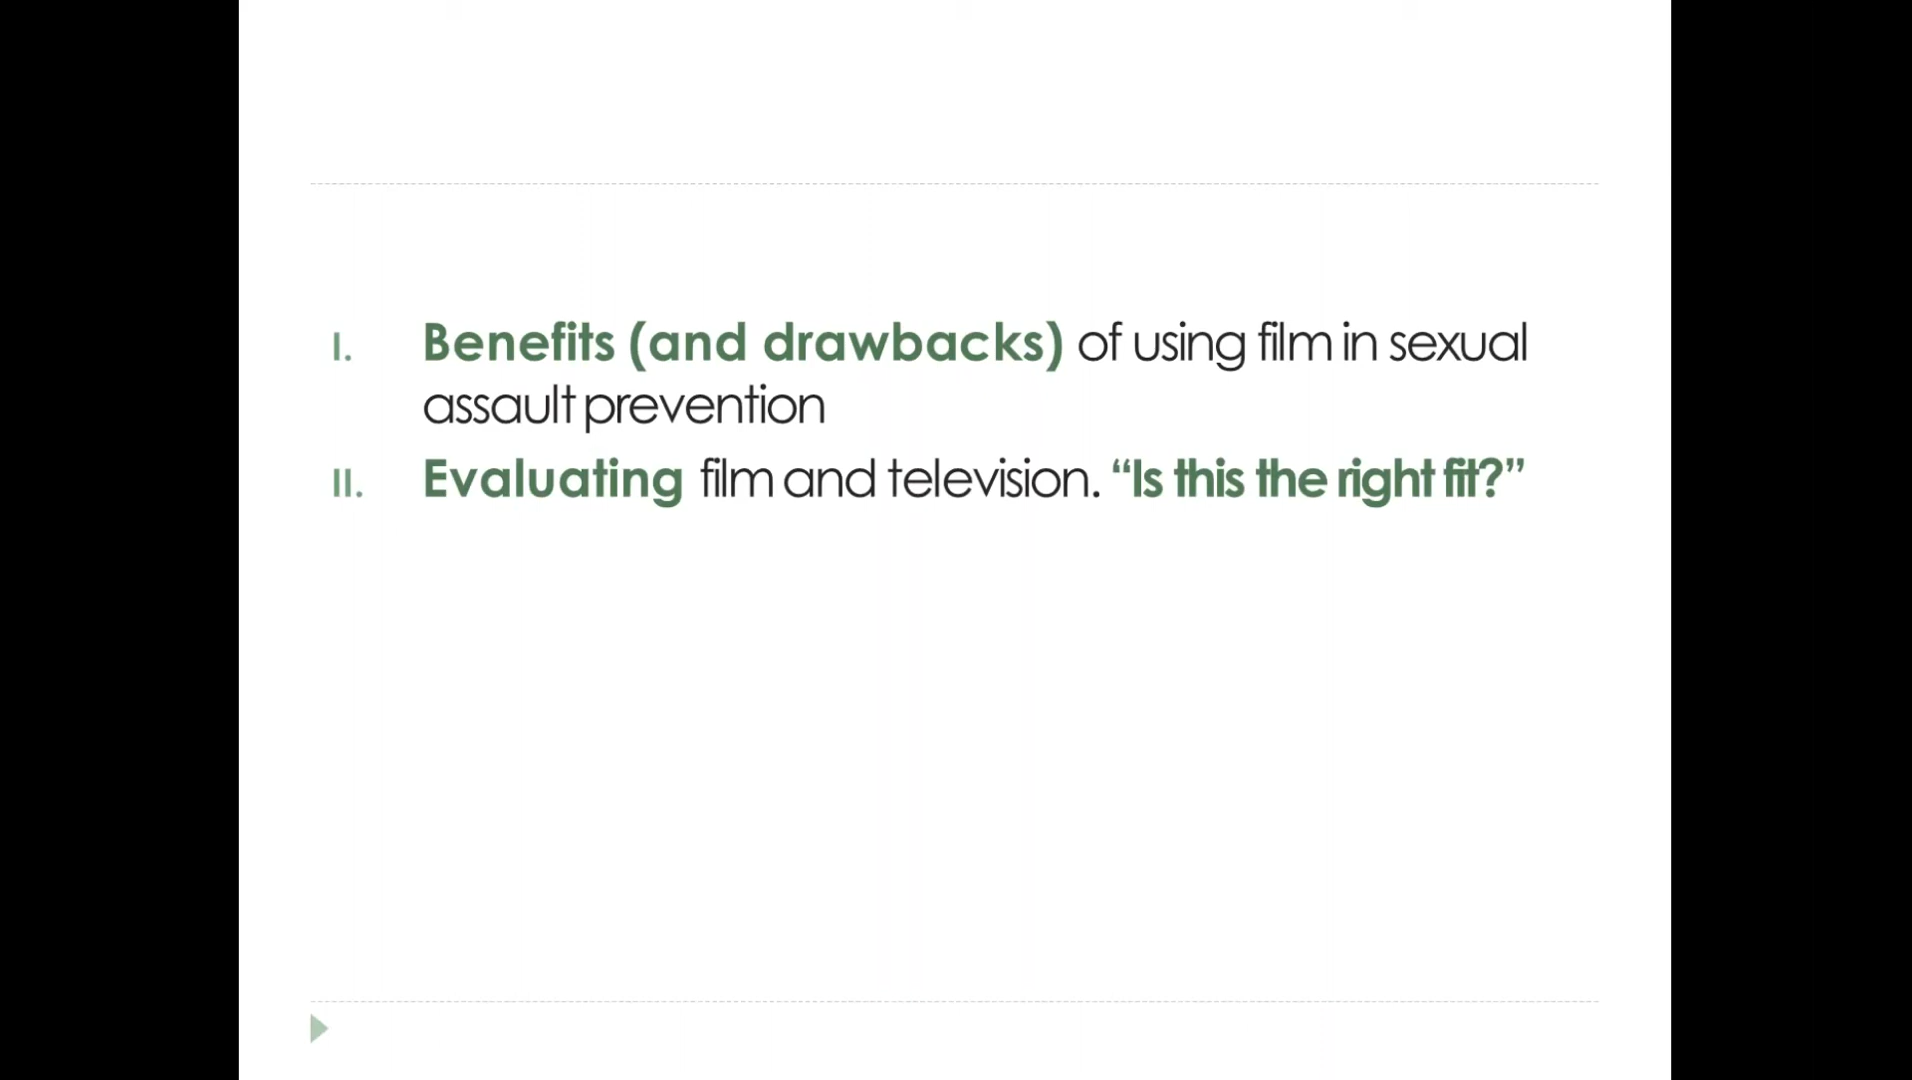 I. Benefits (and drawbacks) of using film in sexual
assault prevention
II. Evaluating film and television. “Is this the right fit?”